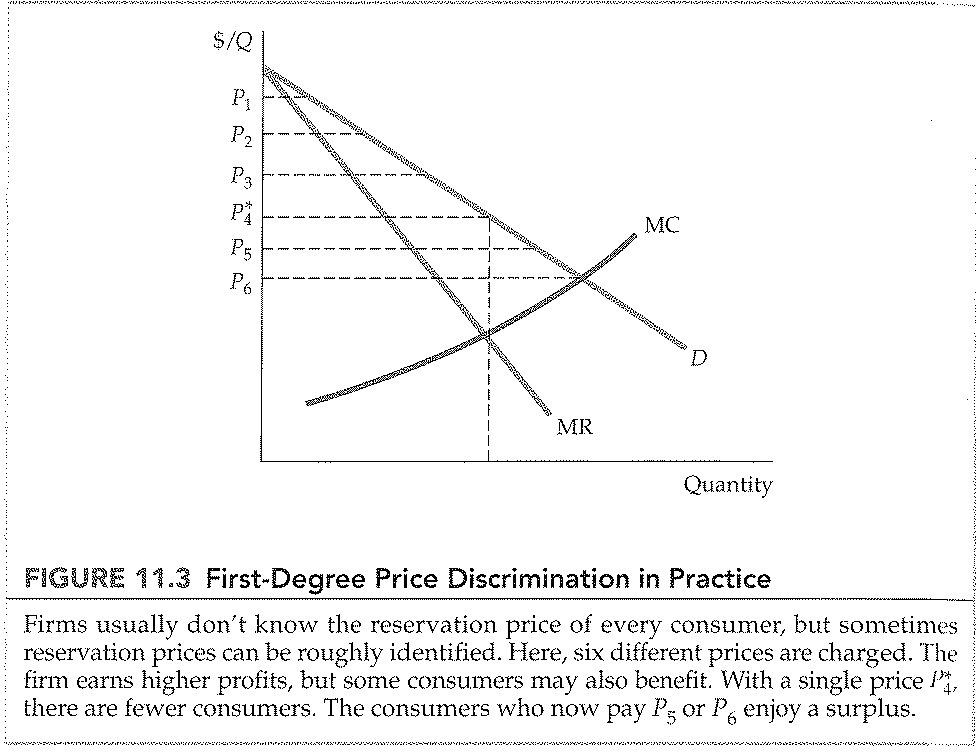 $/Q
P1
P2
P3
P*4
P5
P6
MC
D
MR
Quantity
FIGURE 11.3 First-Degree Price Discrimination in Practice
Firms usually don't know the reservation price of every consumer, but sometimes
reservation prices can be roughly identified. Here, six different prices are charged. The
firm earns higher profits, but some consumers may also benefit. With a single price P*4,
there are fewer consumers. The consumers who now pay P5 or P6 enjoy a surplus.